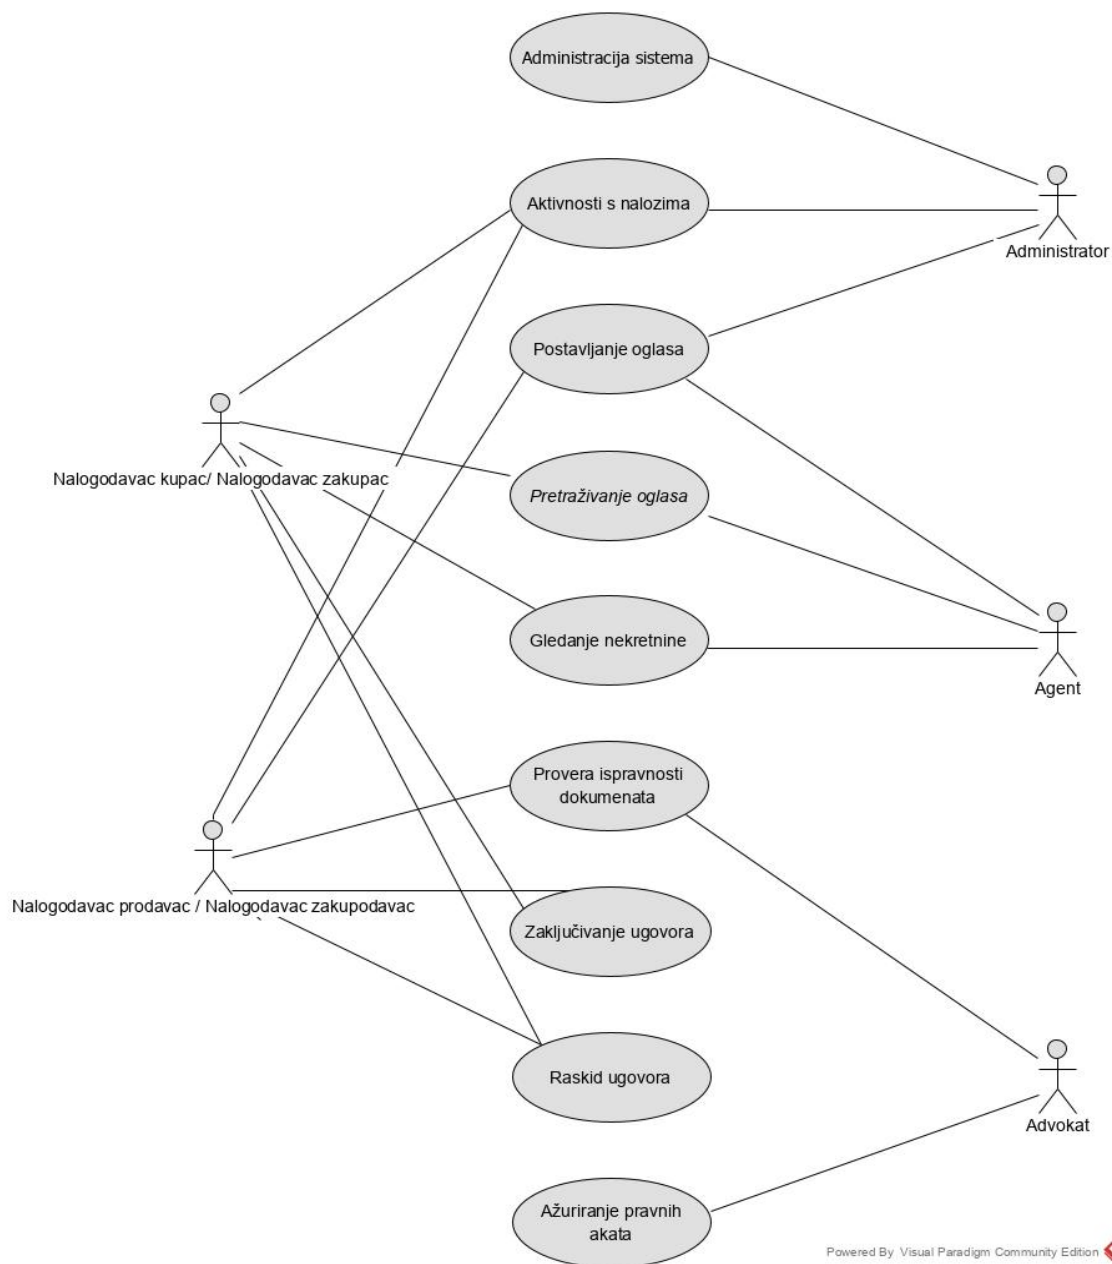 Administracija sistema
Aktivnosti s nalozima
Administrator
Postavljanje oglasa
Nalogodavac kupac/ Nalogodavac zakupac
Pretraživanje oglasa
Gledanje nekretnine
Agent
Provera ispravnosti
dokumenata
Nalogodavac prodavac / Nalogodavac zakupodavac
Zaključivanje ugovora
Raskid ugovora
Advokat
Ažuriranje pravnih
akata
Powered By Visual Paradigm Community Edition